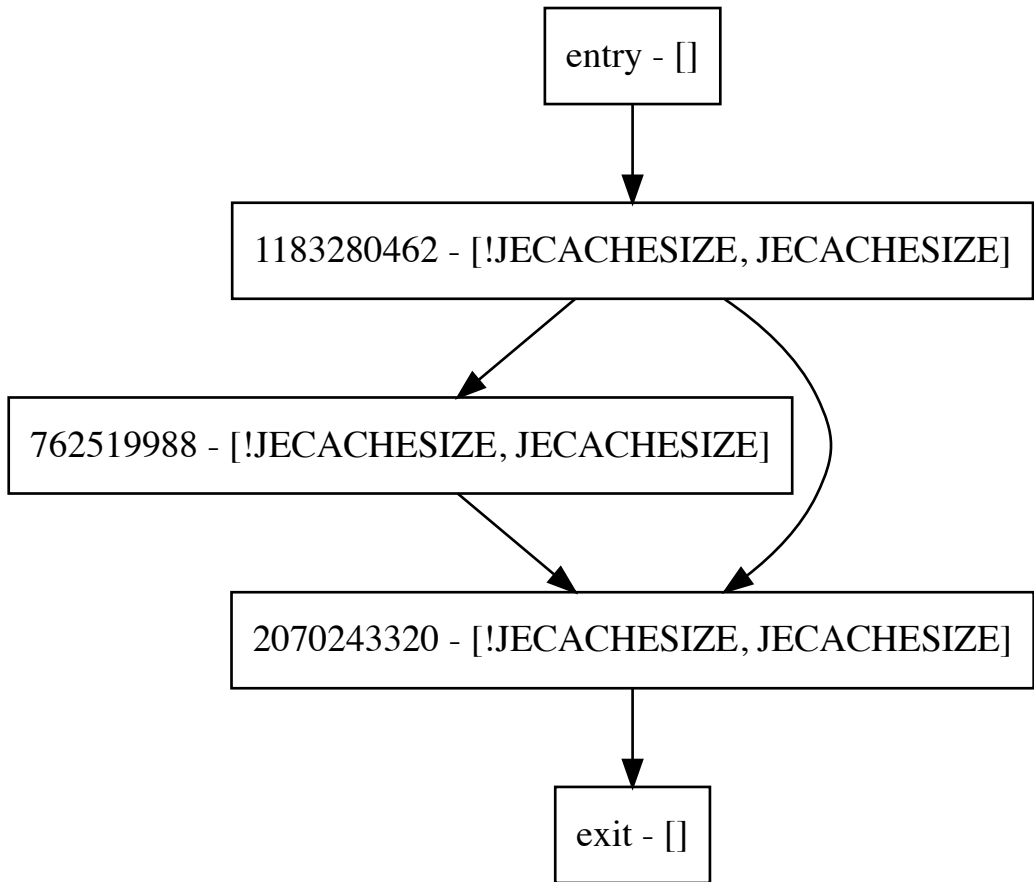 entry - []
1183280462 - [!JECACHESIZE, JECACHESIZE]
762519988 - [!JECACHESIZE, JECACHESIZE]
2070243320 - [!JECACHESIZE, JECACHESIZE]
exit - []